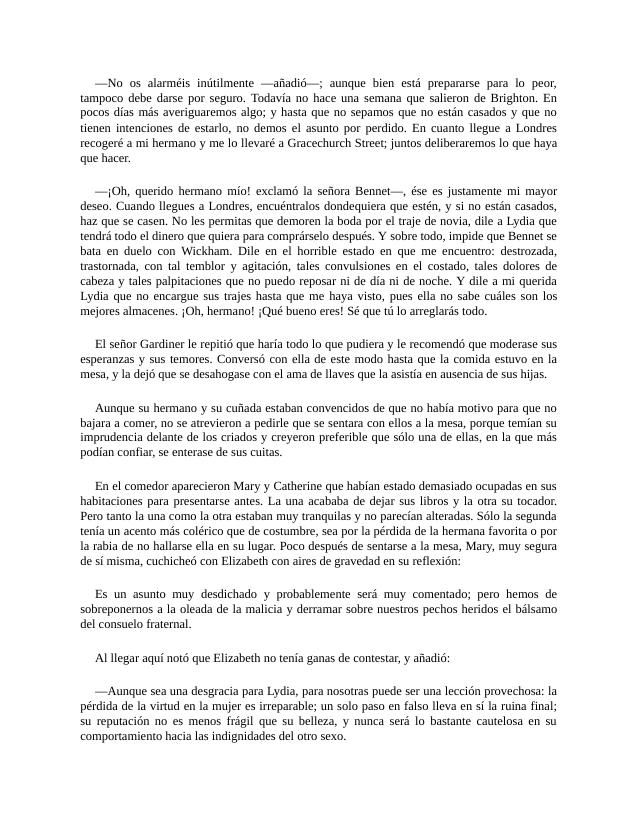 —No os alarméis inútilmente —añadió—; aunque bien está prepararse para lo peor,
tampoco debe darse por seguro. Todavía no hace una semana que salieron de Brighton. En
pocos días más averiguaremos algo; y hasta que no sepamos que no están casados y que no
tienen intenciones de estarlo, no demos el asunto por perdido. En cuanto llegue a Londres
recogeré a mi hermano y me lo llevaré a Gracechurch Street; juntos deliberaremos lo que haya
que hacer.
—¡Oh, querido hermano mío! exclamó la señora Bennet—, ése es justamente mi mayor
deseo. Cuando llegues a Londres, encuéntralos dondequiera que estén, y si no están casados,
haz que se casen. No les permitas que demoren la boda por el traje de novia, dile a Lydia que
tendrá todo el dinero que quiera para comprárselo después. Y sobre todo, impide que Bennet se
bata en duelo con Wickham. Dile en el horrible estado en que me encuentro: destrozada,
trastornada, con tal temblor y agitación, tales convulsiones en el costado, tales dolores de
cabeza y tales palpitaciones que no puedo reposar ni de día ni de noche. Y dile a mi querida
Lydia que no encargue sus trajes hasta que me haya visto, pues ella no sabe cuáles son los
mejores almacenes. ¡Oh, hermano! ¡Qué bueno eres! Sé que tú lo arreglarás todo.
El señor Gardiner le repitió que haría todo lo que pudiera y le recomendó que moderase sus
esperanzas y sus temores. Conversó con ella de este modo hasta que la comida estuvo en la
mesa, y la dejó que se desahogase con el ama de llaves que la asistía en ausencia de sus hijas.
Aunque su hermano y su cuñada estaban convencidos de que no había motivo para que no
bajara a comer, no se atrevieron a pedirle que se sentara con ellos a la mesa, porque temían su
imprudencia delante de los criados y creyeron preferible que sólo una de ellas, en la que más
podían confiar, se enterase de sus cuitas.
En el comedor aparecieron Mary y Catherine que habían estado demasiado ocupadas en sus
habitaciones para presentarse antes. La una acababa de dejar sus libros y la otra su tocador.
Pero tanto la una como la otra estaban muy tranquilas y no parecían alteradas. Sólo la segunda
tenía un acento más colérico que de costumbre, sea por la pérdida de la hermana favorita o por
la rabia de no hallarse ella en su lugar. Poco después de sentarse a la mesa, Mary, muy segura
de sí misma, cuchicheó con Elizabeth con aires de gravedad en su reflexión:
Es un asunto muy desdichado y probablemente será muy comentado; pero hemos de
sobreponernos a la oleada de la malicia y derramar sobre nuestros pechos heridos el bálsamo
del consuelo fraternal.
Al llegar aquí notó que Elizabeth no tenía ganas de contestar, y añadió:
—Aunque sea una desgracia para Lydia, para nosotras puede ser una lección provechosa: la
pérdida de la virtud en la mujer es irreparable; un solo paso en falso lleva en sí la ruina final;
su reputación no es menos frágil que su belleza, y nunca será lo bastante cautelosa en su
comportamiento hacia las indignidades del otro sexo.